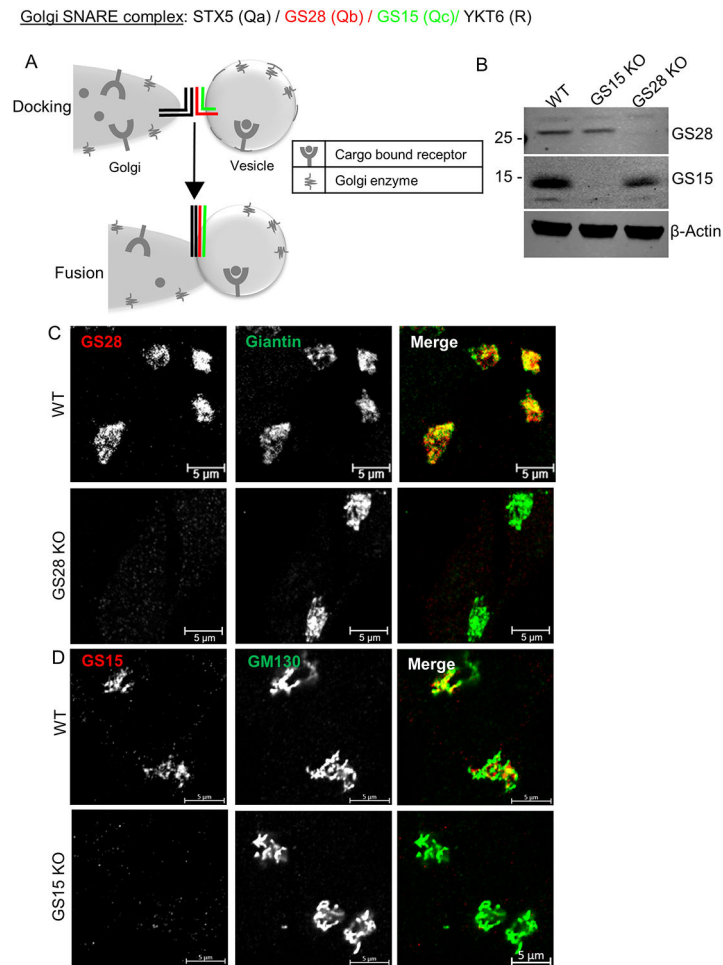 Golgi SNARE complex: STX5 (Qa) / GS28 (Qb) / GS15 (Qc)/ YKT6 (R)
A
Docking
Golgi
Vesicle
Cargo bound receptor
Golgi enzyme
Fusion
B
WT
GS15 KO
GS28 KO
25 -
GS28
15 -
GS15
β-Actin
C
GS28
Giantin
Merge
WT
5 µm
5 µm
5 µm
GS28 KO
5 µm
5 µm
5 µm
D
GS15
GM130
Merge
WT
5 µm
5 µm
5 µm
GS15 KO
5 µm
5 µm
5 µm